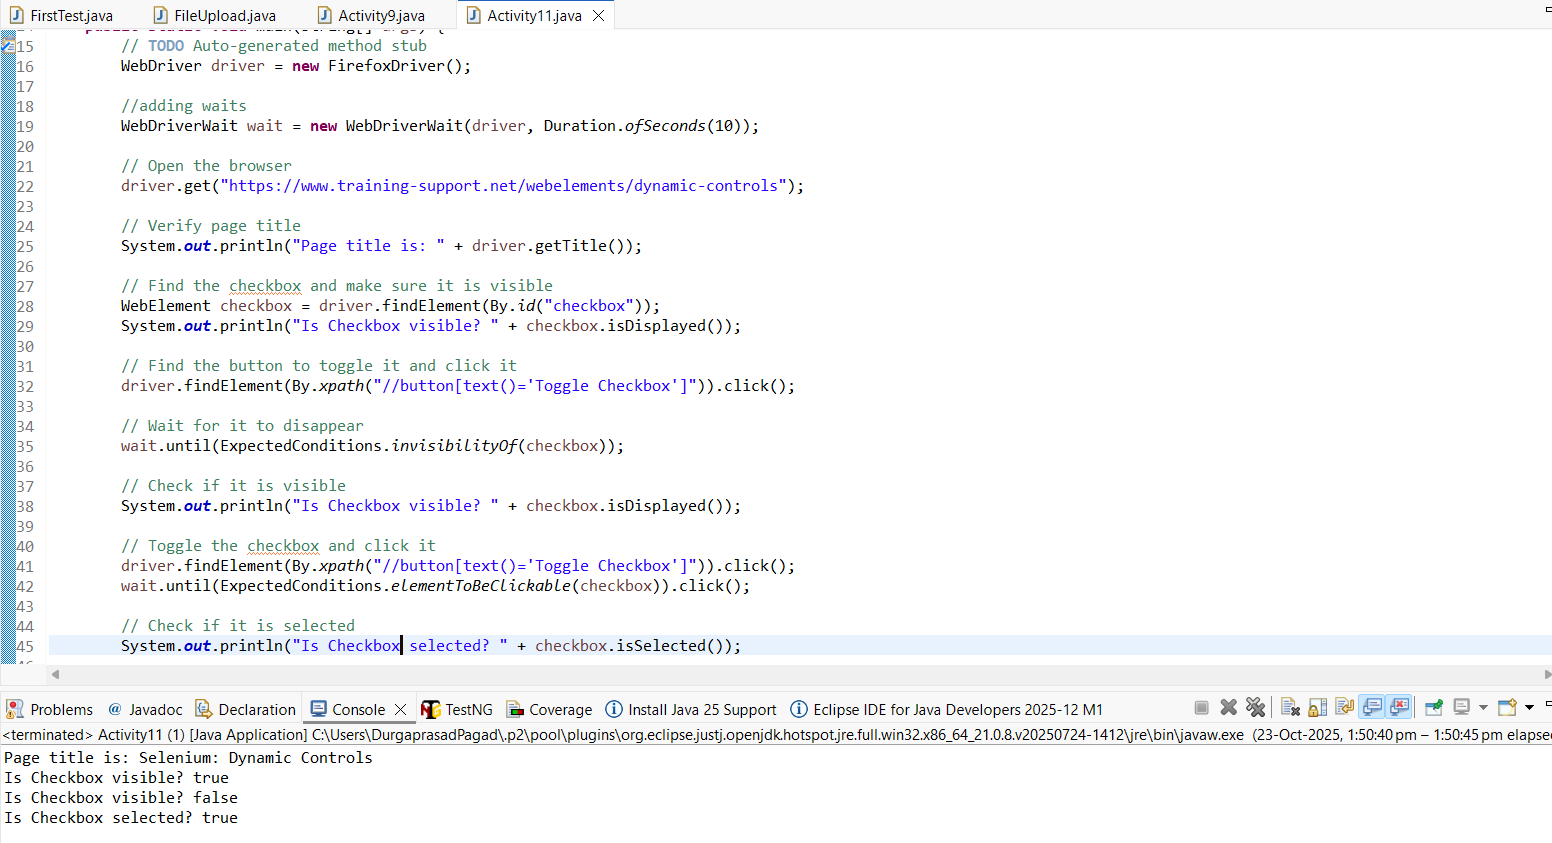 FirstTest.java FileUpload.java Activity9.java Activity11.java
15 // TODO Auto-generated method stub
16 WebDriver driver = new FirefoxDriver();
17
18 //adding waits
19 WebDriverWait wait = new WebDriverWait(driver, Duration.ofSeconds(10));
20
21 // Open the browser
22 driver.get("https://www.training-support.net/webelements/dynamic-controls");
23
24 // Verify page title
25 System.out.println("Page title is: " + driver.getTitle());
26
27 // Find the checkbox and make sure it is visible
28 WebElement checkbox = driver.findElement(By.id("checkbox"));
29 System.out.println("Is Checkbox visible? " + checkbox.isDisplayed());
30
31 // Find the button to toggle it and click it
32 driver.findElement(By.xpath("//button[text()='Toggle Checkbox']")).click();
33
34 // Wait for it to disappear
35 wait.until(ExpectedConditions.invisibilityOf(checkbox));
36
37 // Check if it is visible
38 System.out.println("Is Checkbox visible? " + checkbox.isDisplayed());
39
40 // Toggle the checkbox and click it
41 driver.findElement(By.xpath("//button[text()='Toggle Checkbox']")).click();
42 wait.until(ExpectedConditions.elementToBeClickable(checkbox)).click();
43
44 // Check if it is selected
45 System.out.println("Is Checkbox selected? " + checkbox.isSelected());
Problems @ Javadoc Declaration Console TestNG Coverage Install Java 25 Support Eclipse IDE for Java Developers 2025-12 M1
<terminated> Activity11 (1) [Java Application] C:\Users\DurgaprasadPagad\.p2\pool\plugins\org.eclipse.justj.openjdk.hotspot.jre.full.win32.x86_64_21.0.8.v20250724-1412\jre\bin\javaw.exe (23-Oct-2025, 1:50:40 pm – 1:50:45 pm elapse
Page title is: Selenium: Dynamic Controls
Is Checkbox visible? true
Is Checkbox visible? false
Is Checkbox selected? true